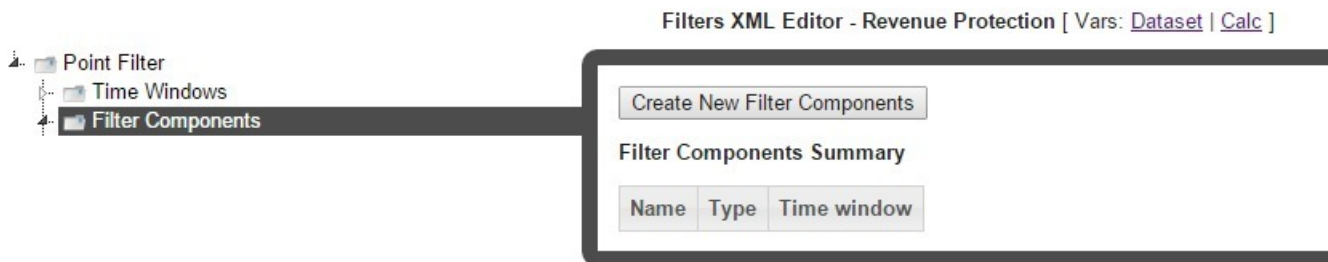 Filters XML Editor - Revenue Protection [ Vars: Dataset | Calc ]
Point Filter
Time Windows
Filter Components
Create New Filter Components
Filter Components Summary
Name Type Time window